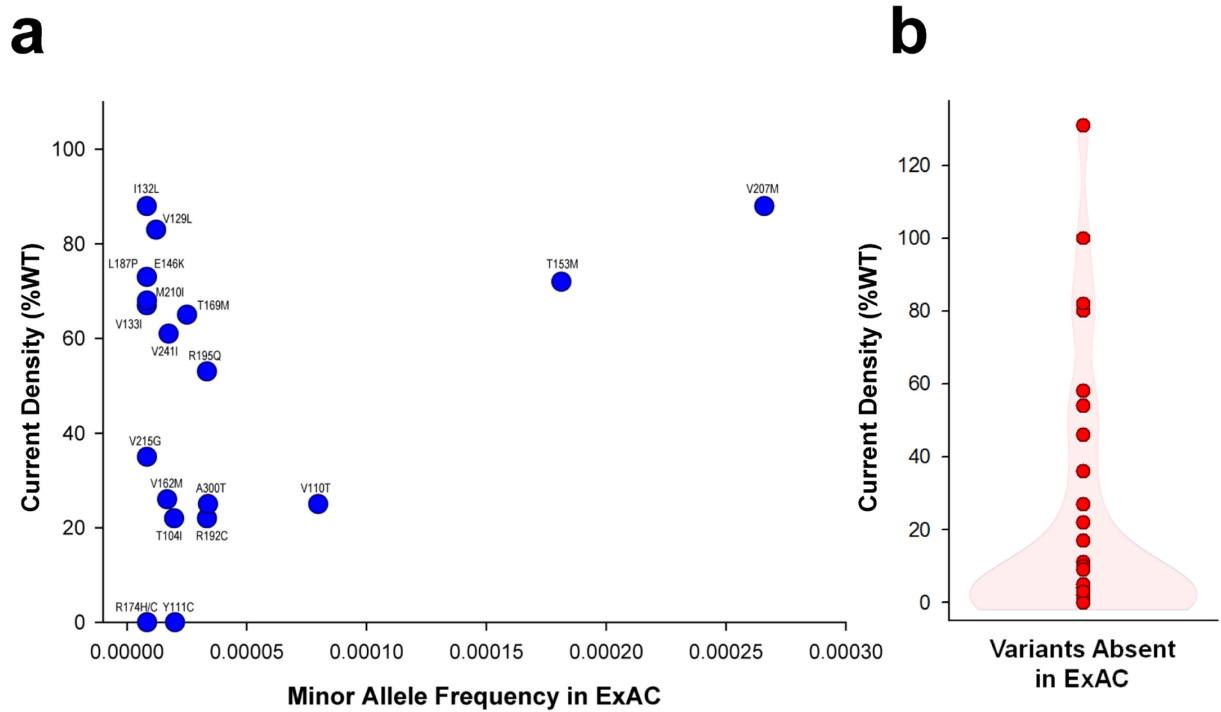 a
b
100
80
60
40
20
0
Current Density (%WT)
I132L
V129L
V207M
L187P
E146K
T153M
M210I
T169M
V133I
V241I
R195Q
V215G
V162M
A300T
V110T
T104I
R192C
R174H/C
Y111C
0.00000
0.00005
0.00010
0.00015
0.00020
0.00025
0.00030
Minor Allele Frequency in ExAC
120
100
80
60
40
20
0
Current Density (%WT)
Variants Absent
in ExAC